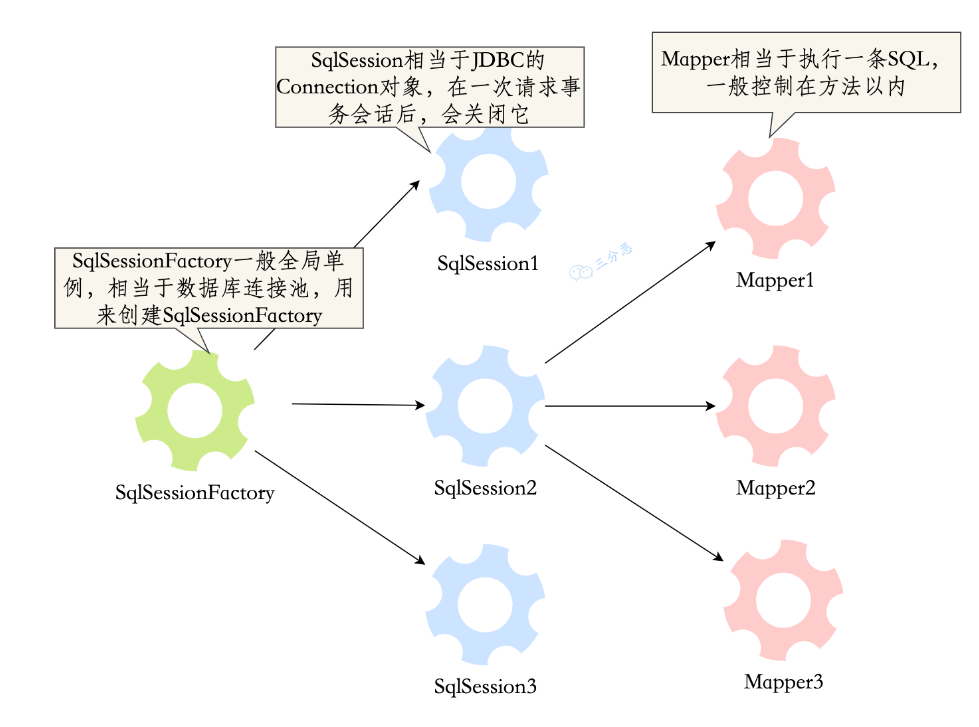 SqlSession相当于JDBC的
Connection对象，在一次请求事
务会话后，会关闭它
Mapper相当于执行一条SQL，
一般控制在方法以内
SqlSession1
三分恶
Mapper1
SqlSessionFactory一般全局单
例，相当于数据库连接池，用
来创建SqlSessionFactory
SqlSessionFactory
SqlSession2
Mapper2
SqlSession3
Mapper3